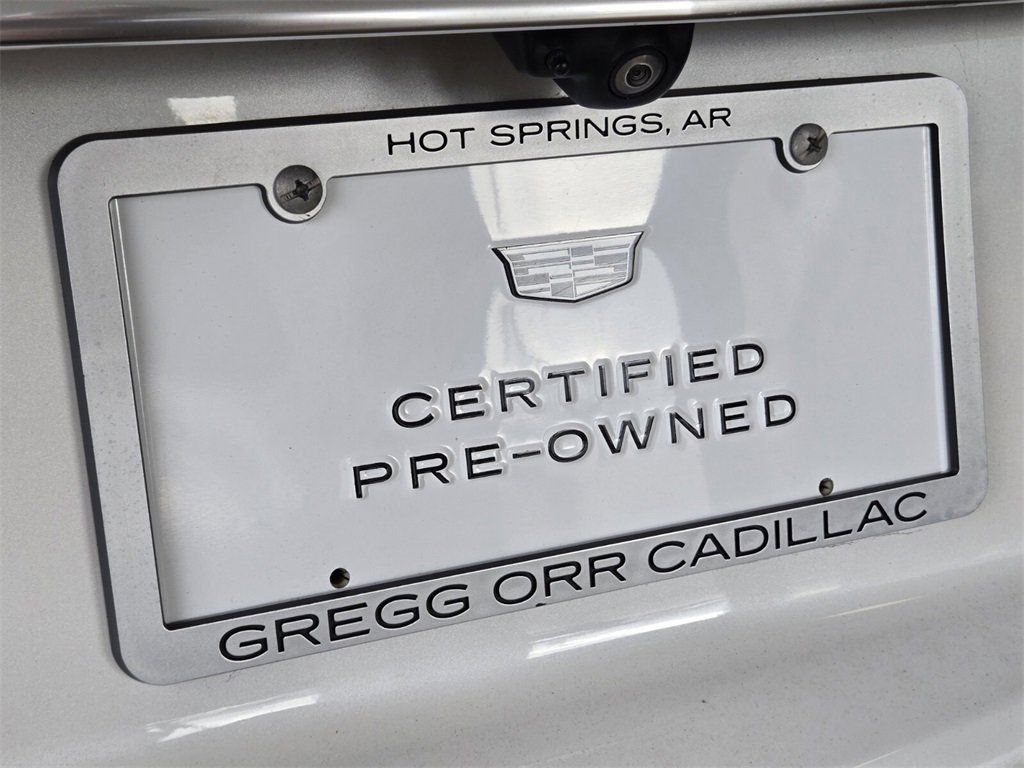 HOT SPRINGS, AR
CERTIFIED
PRE-OWNED
GREGG ORR CADILLAC